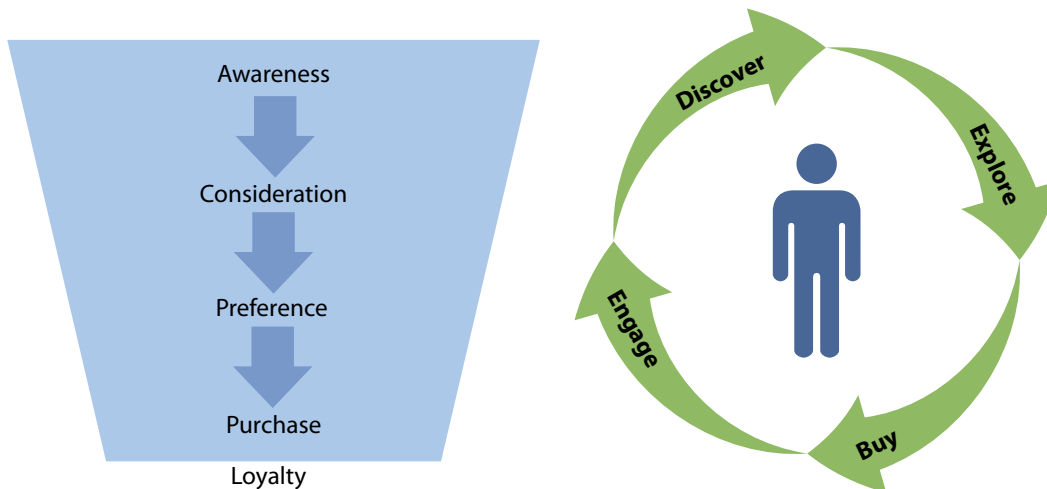 Awareness
Consideration
Preference
Purchase
Loyalty
Discover
Explore
Buy
Engage